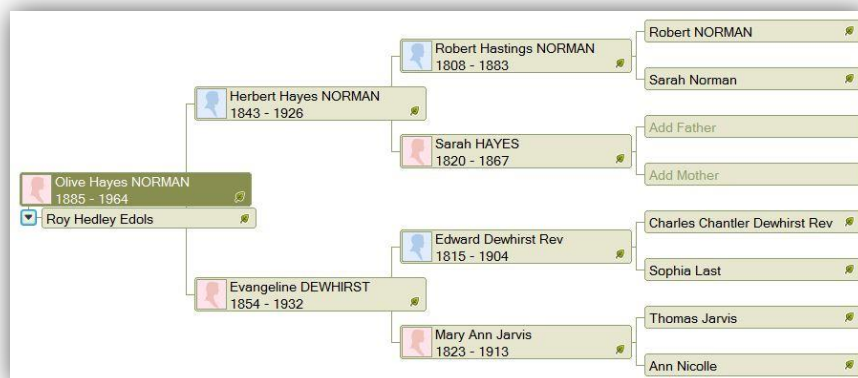 Robert NORMAN
Robert Hastings NORMAN
1808 - 1883
Sarah Norman
Herbert Hayes NORMAN
1843 - 1926
Add Father
Sarah HAYES
1820 - 1867
Add Mother
Olive Hayes NORMAN
1885 - 1964
Roy Hedley Edols
Charles Chantler Dewhirst Rev
Edward Dewhirst Rev
1815 - 1904
Sophia Last
Evangeline DEWHIRST
1854 - 1932
Thomas Jarvis
Mary Ann Jarvis
1823 - 1913
Ann Nicolle